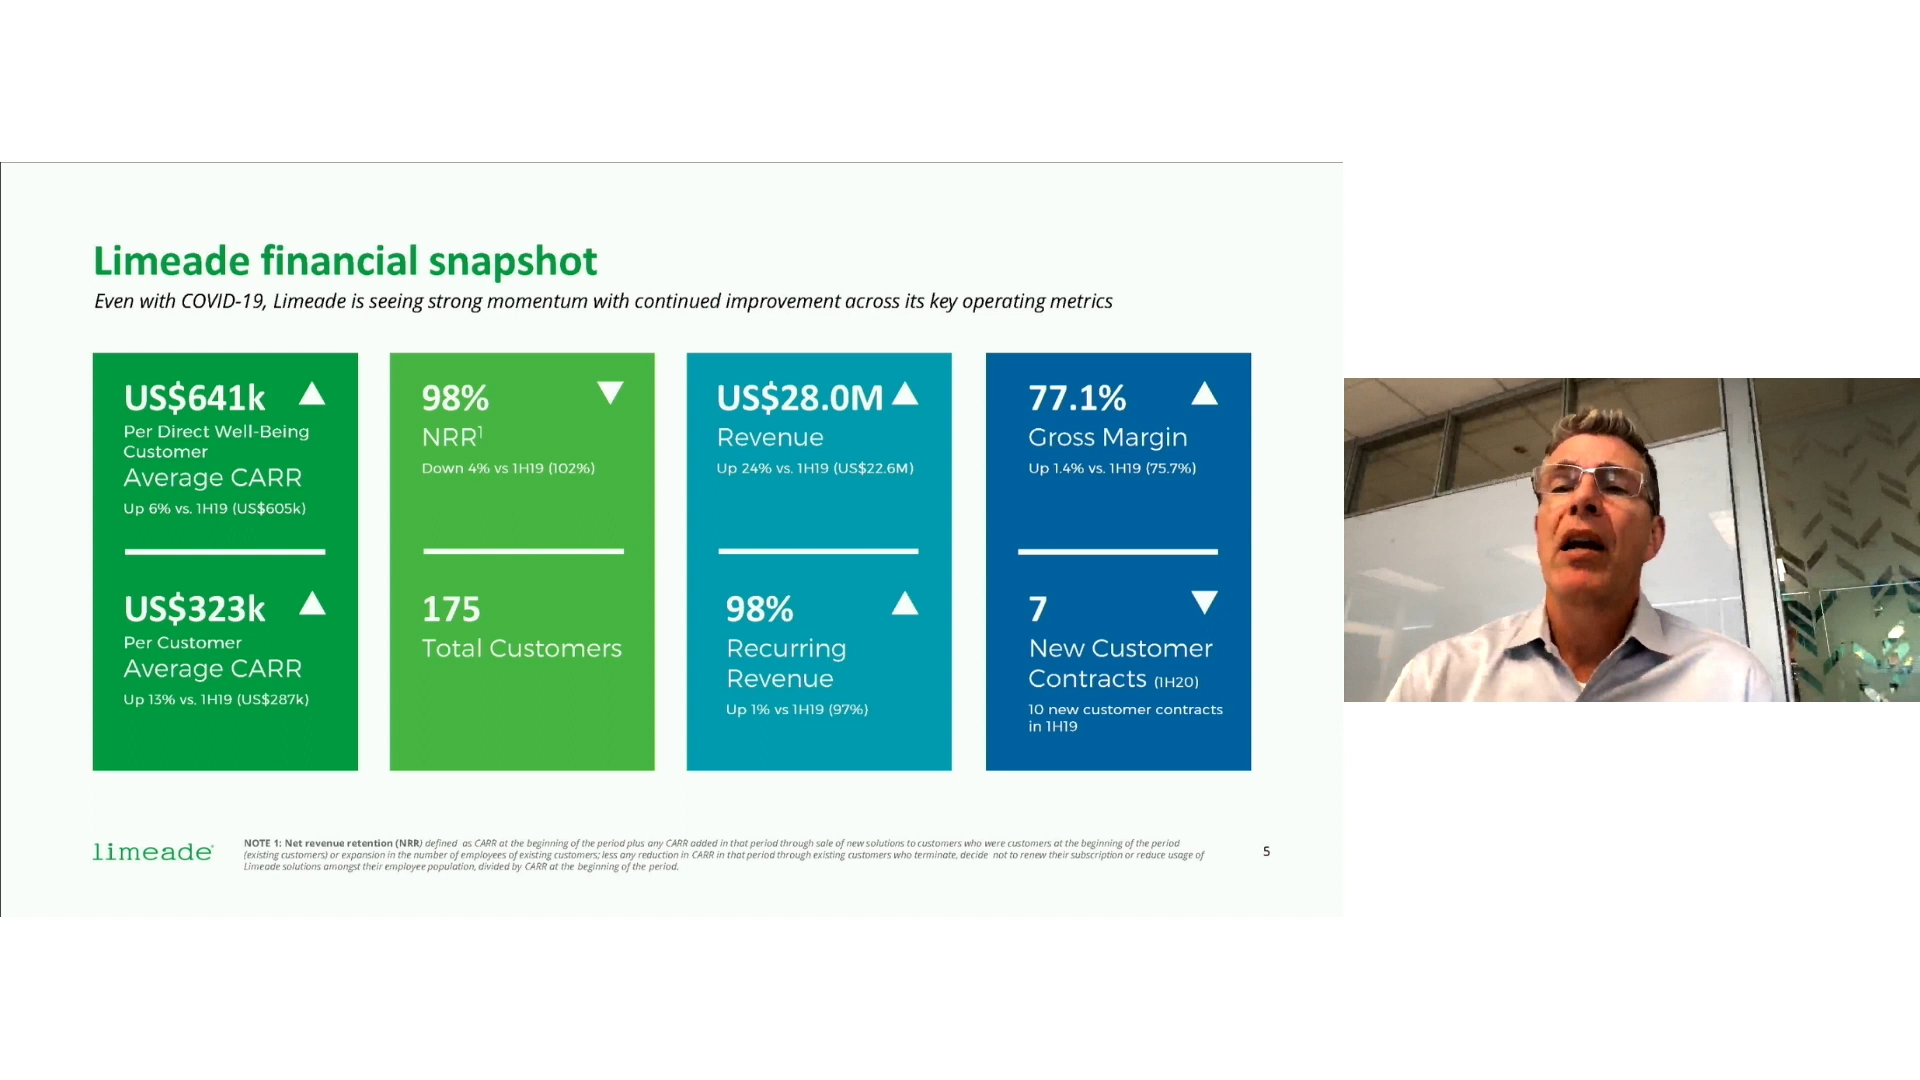 Limeade financial snapshot
Even with COVID-19, Limeade is seeing strong momentum with continued improvement across its key operating metrics
US$641k ▲
Per Direct Well-Being
Customer
Average CARR
Up 6% vs. 1H19 (US$605k)
US$323k ▲
Per Customer
Average CARR
Up 13% vs. 1H19 (US$287k)
98% ▼
NRR¹
Down 4% vs 1H19 (102%)
175
Total Customers
US$28.0M ▲
Revenue
Up 24% vs. 1H19 (US$22.6M)
98% ▲
Recurring
Revenue
Up 1% vs 1H19 (97%)
77.1% ▲
Gross Margin
Up 1.4% vs. 1H19 (75.7%)
7 ▼
New Customer
Contracts (1H20)
10 new customer contracts
in 1H19
limeade
NOTE 1: Net revenue retention (NRR) defined as CARR at the beginning of the period plus any CARR added in that period through sale of new solutions to customers who were customers at the beginning of the period
(existing customers) or expansion in the number of employees of existing customers; less any reduction in CARR in that period through existing customers who terminate, decide not to renew their subscription or reduce usage of
Limeade solutions amongst their employee population, divided by CARR at the beginning of the period.
5